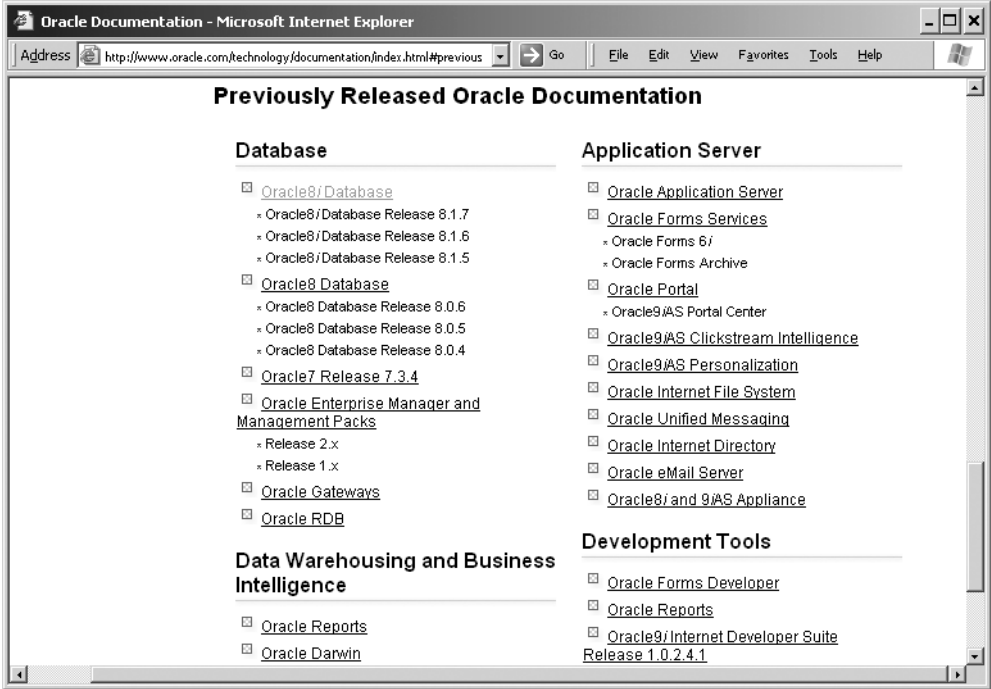 Oracle Documentation - Microsoft Internet Explorer
Address http://www.oracle.com/technology/documentation/index.html#previous Go File Edit View Favorites Tools Help
Previously Released Oracle Documentation
Database
Oracle8i Database
Oracle8i Database Release 8.1.7
Oracle8i Database Release 8.1.6
Oracle8i Database Release 8.1.5
Oracle8 Database
Oracle8 Database Release 8.0.6
Oracle8 Database Release 8.0.5
Oracle8 Database Release 8.0.4
Oracle7 Release 7.3.4
Oracle Enterprise Manager and
Management Packs
Release 2.x
Release 1.x
Oracle Gateways
Oracle RDB
Data Warehousing and Business
Intelligence
Oracle Reports
Oracle Darwin
Application Server
Oracle Application Server
Oracle Forms Services
Oracle Forms 6i
Oracle Forms Archive
Oracle Portal
Oracle9iAS Portal Center
Oracle9iAS Clickstream Intelligence
Oracle9iAS Personalization
Oracle Internet File System
Oracle Unified Messaging
Oracle Internet Directory
Oracle eMail Server
Oracle8i and 9iAS Appliance
Development Tools
Oracle Forms Developer
Oracle Reports
Oracle9i Internet Developer Suite
Release 1.0.2.4.1